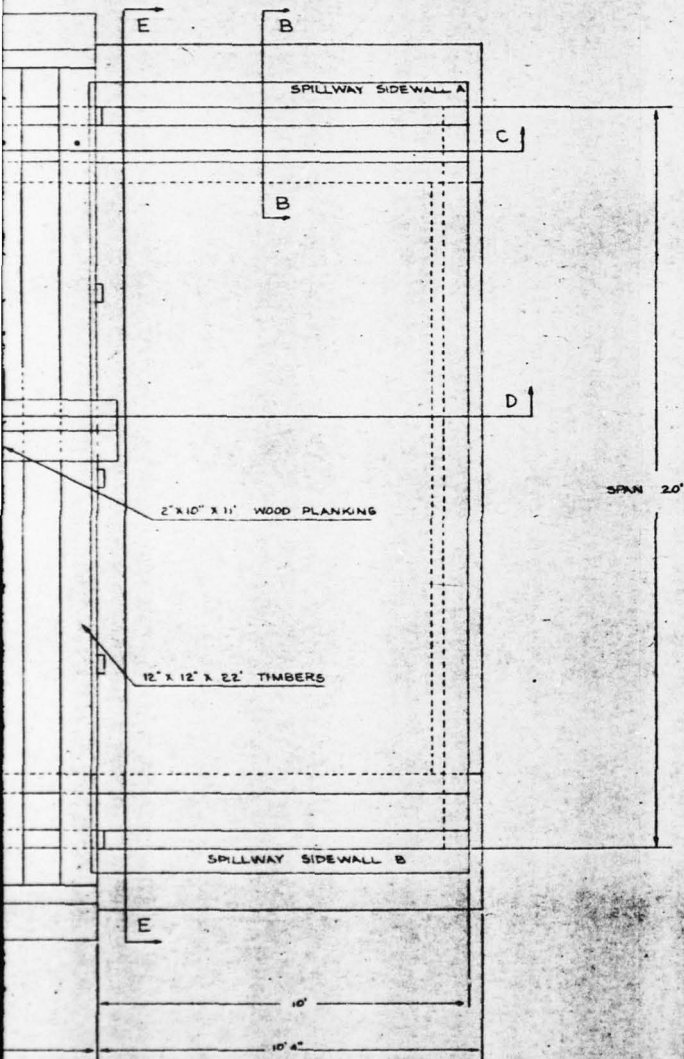 E
B
SPILLWAY SIDEWALL A
C
B
D
SPAN 20'
2" X 10" X 11' WOOD PLANKING
12" X 12" X 22' TIMBERS
SPILLWAY SIDEWALL B
E
10'
10' 4"